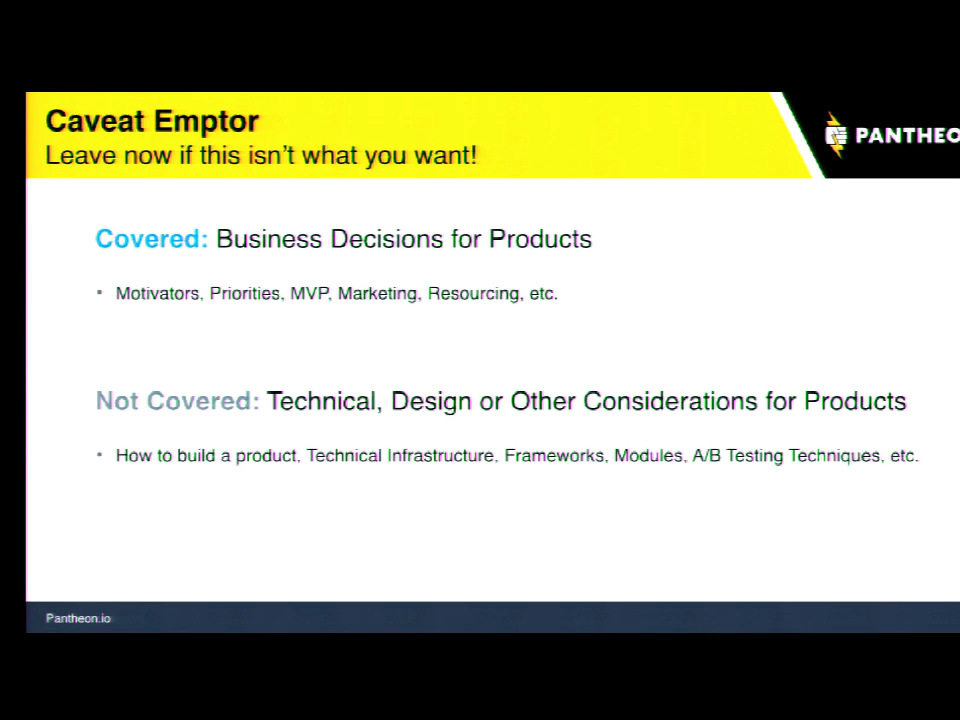 Caveat Emptor
Leave now if this isn't what you want!
PANTHEO
Covered: Business Decisions for Products
• Motivators, Priorities, MVP, Marketing, Resourcing, etc.
Not Covered: Technical, Design or Other Considerations for Products
• How to build a product, Technical Infrastructure, Frameworks, Modules, A/B Testing Techniques, etc.
Pantheon.io